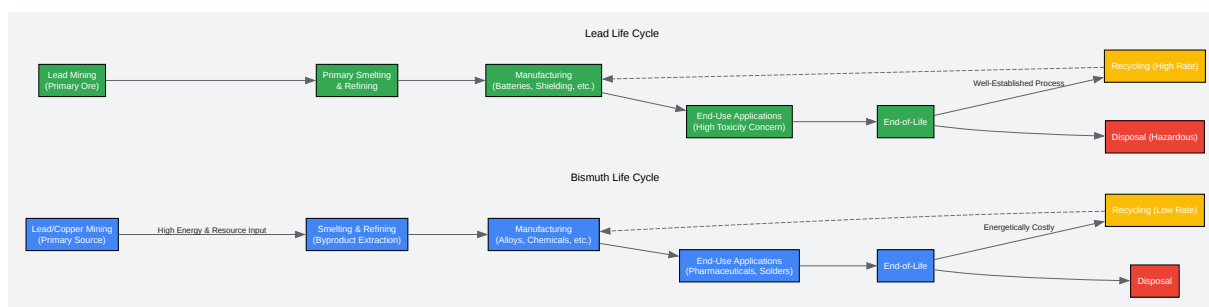 Lead Life Cycle
Lead Mining
(Primary Ore)
Primary Smelting
& Refining
Manufacturing
(Batteries, Shielding, etc.)
End-Use Applications
(High Toxicity Concern)
End-of-Life
Well-Established Process
Recycling (High Rate)
Disposal (Hazardous)
Bismuth Life Cycle
Lead/Copper Mining
(Primary Source)
High Energy & Resource Input
Smelting & Refining
(Byproduct Extraction)
Manufacturing
(Alloys, Chemicals, etc.)
End-Use Applications
(Pharmaceuticals, Solders)
End-of-Life
Energetically Costly
Recycling (Low Rate)
Disposal